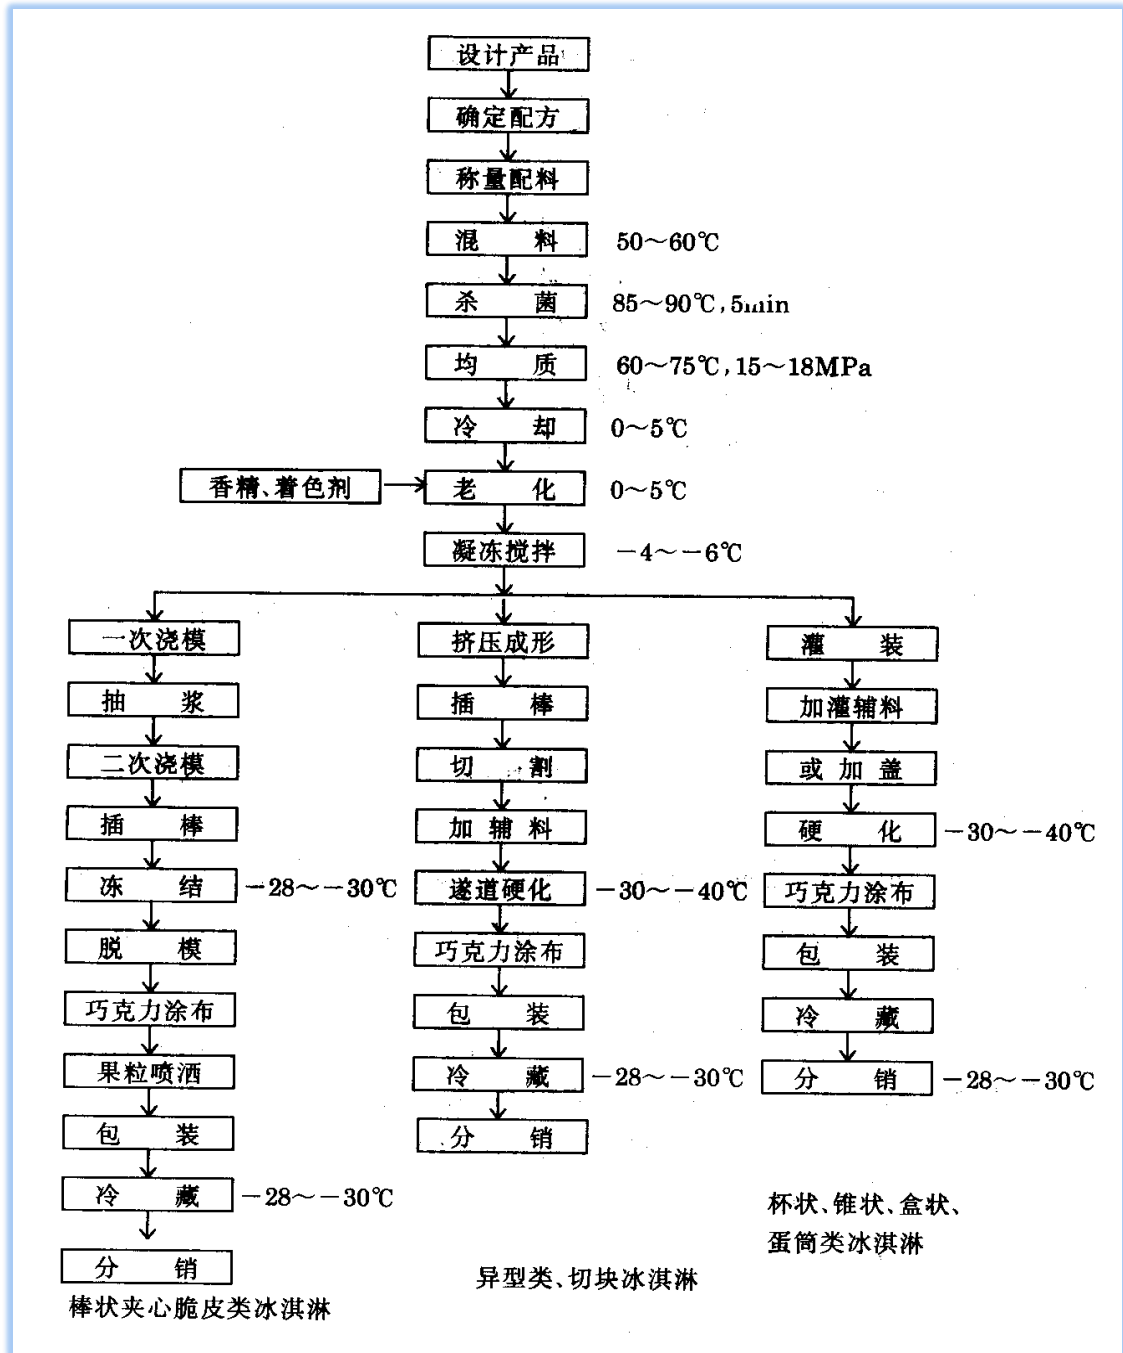 设计产品
确定配方
称量配料
混 料 50～60℃
杀 菌 85～90℃,5min
均 质 60～75℃,15～18MPa
冷 却 0～5℃
香精、着色剂 老 化 0～5℃
凝冻搅拌 -4～-6℃
一次浇模
抽 浆
二次浇模
插 棒
冻 结 -28～-30℃
脱 模
巧克力涂布
果粒喷洒
包 装
冷 藏 -28～-30℃
分 销
棒状夹心脆皮类冰淇淋
挤压成形
插 棒
切 割
加 辅 料
遂道硬化 -30～-40℃
巧克力涂布
包 装
冷 藏 -28～-30℃
分 销
异型类、切块冰淇淋
灌 装
加灌辅料
或 加 盖
硬 化 -30～-40℃
巧克力涂布
包 装
冷 藏
分 销 -28～-30℃
杯状、锥状、盒状、
蛋筒类冰淇淋